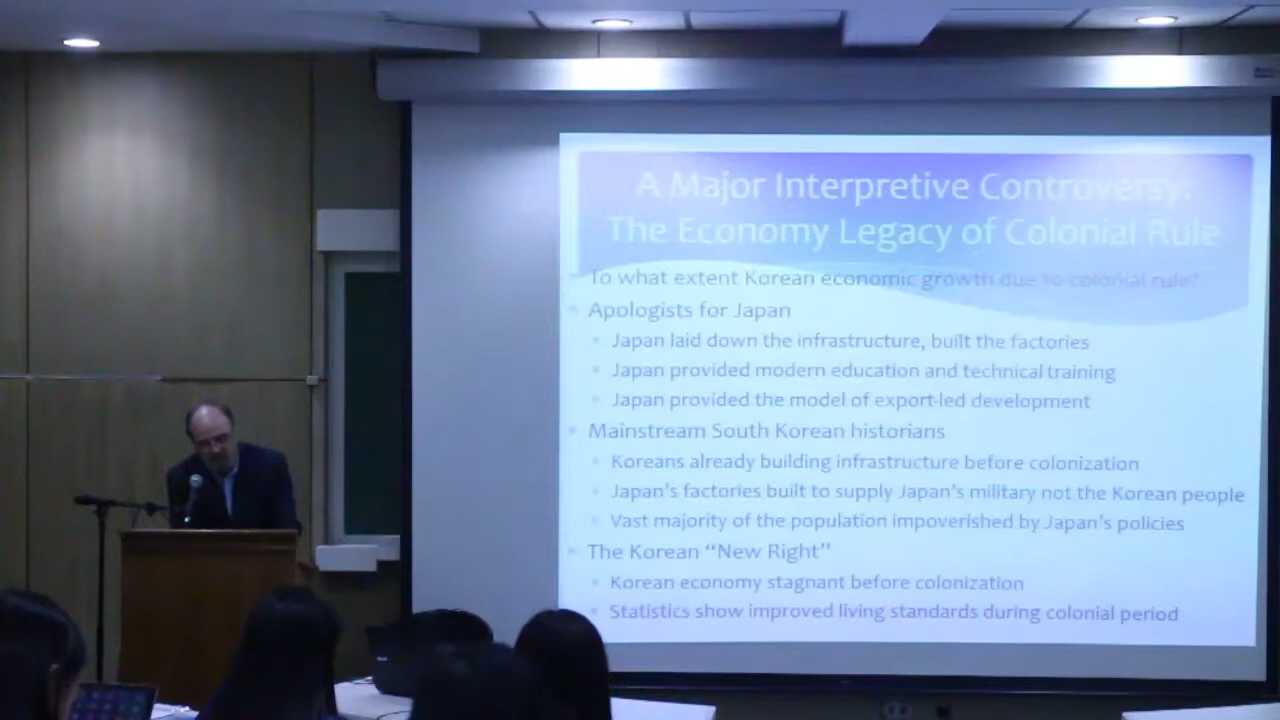 A Major Interpretive Controversy:
The Economy Legacy of Colonial Rule
To what extent Korean economic growth due to colonial rule?
Apologists for Japan
Japan laid down the infrastructure, built the factories
Japan provided modern education and technical training
Japan provided the model of export-led development
Mainstream South Korean historians
Koreans already building infrastructure before colonization
Japan's factories built to supply Japan's military not the Korean people
Vast majority of the population impoverished by Japan's policies
The Korean “New Right”
Korean economy stagnant before colonization
Statistics show improved living standards during colonial period